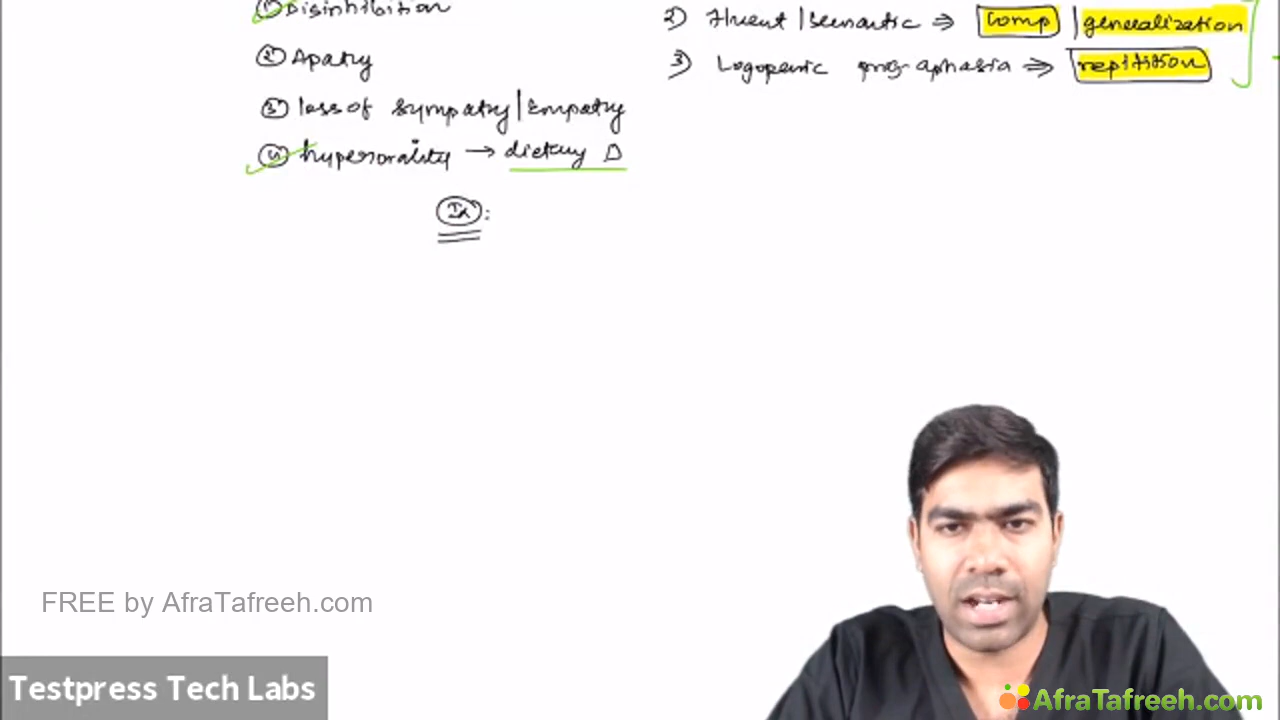 ① Disinhibition
② Apathy
③ loss of sympathy | Empathy
④ hyperorality → dietary Δ
Ix:
2) Fluent | Semantic ⇒ Comp | generalization
3) Logopenic prog- aphasia ⇒ repitition
FREE by AfraTafreeh.com
Testpress Tech Labs
AfraTafreeh.com